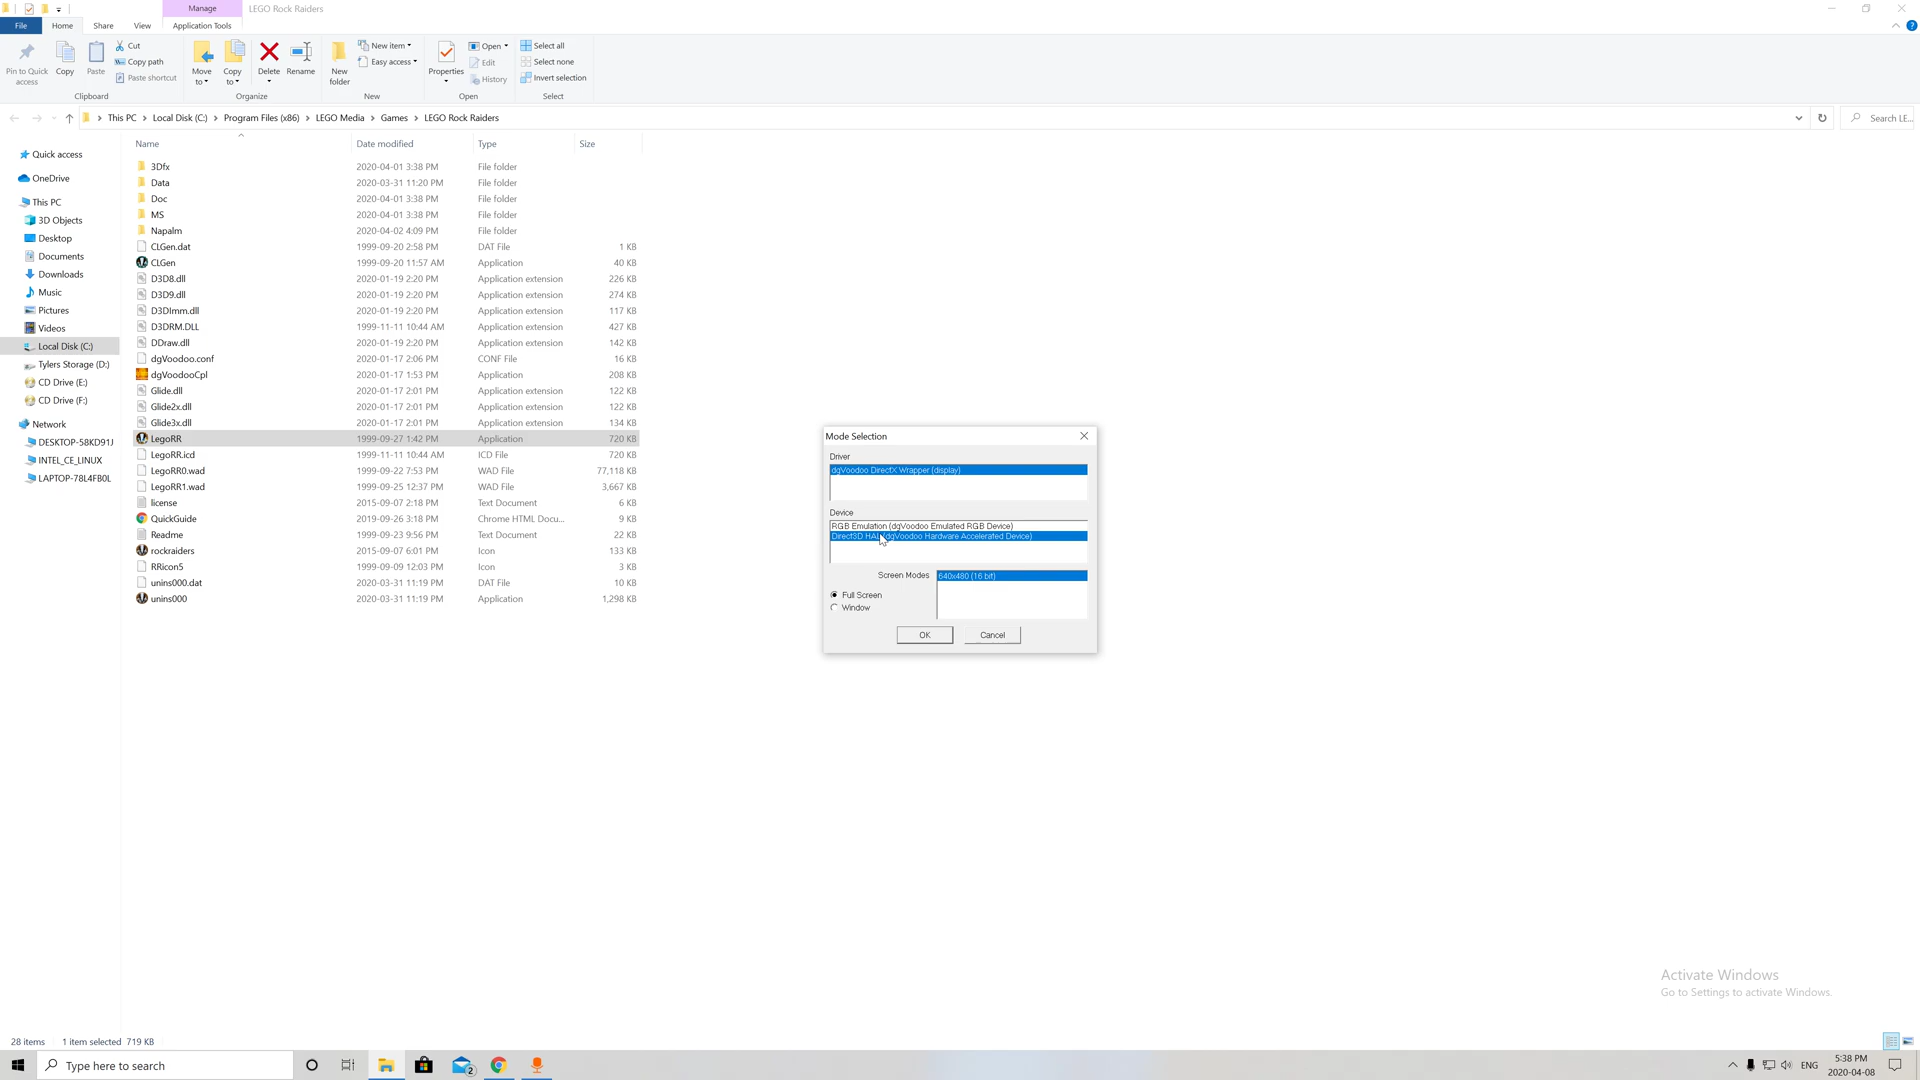 Manage LEGO Rock Raiders
File Home Share View Application Tools
Pin to Quick access
Copy
Paste
Cut
Copy path
Paste shortcut
Clipboard
Move to
Copy to
Delete
Rename
Organize
New folder
New item
Easy access
New
Properties
Open
Edit
History
Open
Select all
Select none
Invert selection
Select
This PC Local Disk (C:) Program Files (x86) LEGO Media Games LEGO Rock Raiders
Search LE...
Quick access
OneDrive
This PC
3D Objects
Desktop
Documents
Downloads
Music
Pictures
Videos
Local Disk (C:)
Tylers Storage (D:)
CD Drive (E:)
CD Drive (F:)
Network
DESKTOP-58KD91J
INTEL_CE_LINUX
LAPTOP-78L4FB0L
Name Date modified Type Size
3Dfx 2020-04-01 3:38 PM File folder
Data 2020-03-31 11:20 PM File folder
Doc 2020-04-01 3:38 PM File folder
MS 2020-04-01 3:38 PM File folder
Napalm 2020-04-02 4:09 PM File folder
CLGen.dat 1999-09-20 2:58 PM DAT File 1 KB
CLGen 1999-09-20 11:57 AM Application 40 KB
D3D8.dll 2020-01-19 2:20 PM Application extension 226 KB
D3D9.dll 2020-01-19 2:20 PM Application extension 274 KB
D3DImm.dll 2020-01-19 2:20 PM Application extension 117 KB
D3DRM.DLL 1999-11-11 10:44 AM Application extension 427 KB
DDraw.dll 2020-01-19 2:20 PM Application extension 142 KB
dgVoodoo.conf 2020-01-17 2:06 PM CONF File 16 KB
dgVoodooCpl 2020-01-17 1:53 PM Application 208 KB
Glide.dll 2020-01-17 2:01 PM Application extension 122 KB
Glide2x.dll 2020-01-17 2:01 PM Application extension 122 KB
Glide3x.dll 2020-01-17 2:01 PM Application extension 134 KB
LegoRR 1999-09-27 1:42 PM Application 720 KB
LegoRR.icd 1999-11-11 10:44 AM ICD File 720 KB
LegoRR0.wad 1999-09-22 7:53 PM WAD File 77,118 KB
LegoRR1.wad 1999-09-25 12:37 PM WAD File 3,667 KB
license 2015-09-07 2:18 PM Text Document 6 KB
QuickGuide 2019-09-26 3:18 PM Chrome HTML Docu... 9 KB
Readme 1999-09-23 9:56 PM Text Document 22 KB
rockraiders 2015-09-07 6:01 PM Icon 133 KB
RRicon5 1999-09-09 12:03 PM Icon 3 KB
unins000.dat 2020-03-31 11:19 PM DAT File 10 KB
unins000 2020-03-31 11:19 PM Application 1,298 KB
Mode Selection
Driver
dgVoodoo DirectX Wrapper (display)
Device
RGB Emulation (dgVoodoo Emulated RGB Device)
Direct3D HAL (dgVoodoo Hardware Accelerated Device)
Screen Modes 640x480 (16 bit)
Full Screen
Window
OK Cancel
Activate Windows
Go to Settings to activate Windows.
28 items 1 item selected 719 KB
Type here to search
2
ENG
5:38 PM
2020-04-08